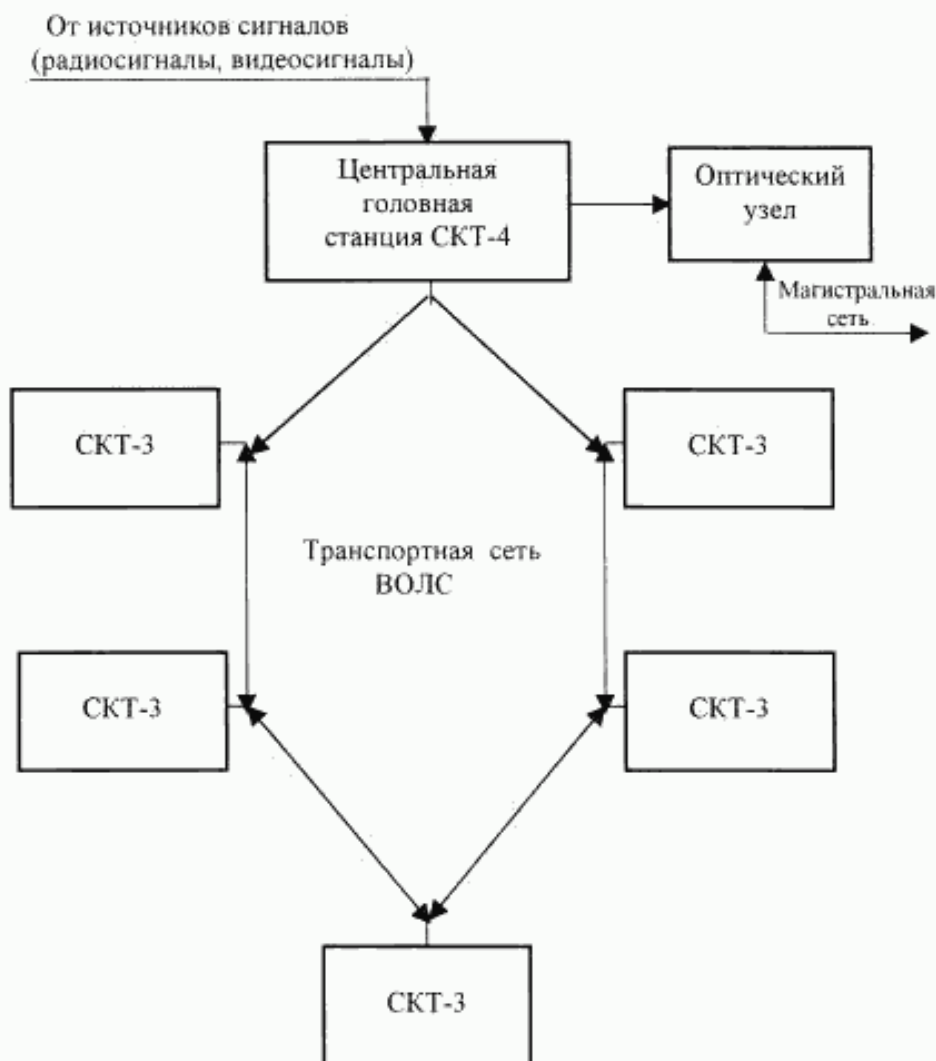 От источников сигналов
(радиосигналы, видеосигналы)
Центральная
головная
станция СКТ-4
Оптический
узел
Магистральная
сеть
СКТ-3
СКТ-3
Транспортная сеть
ВОЛС
СКТ-3
СКТ-3
СКТ-3